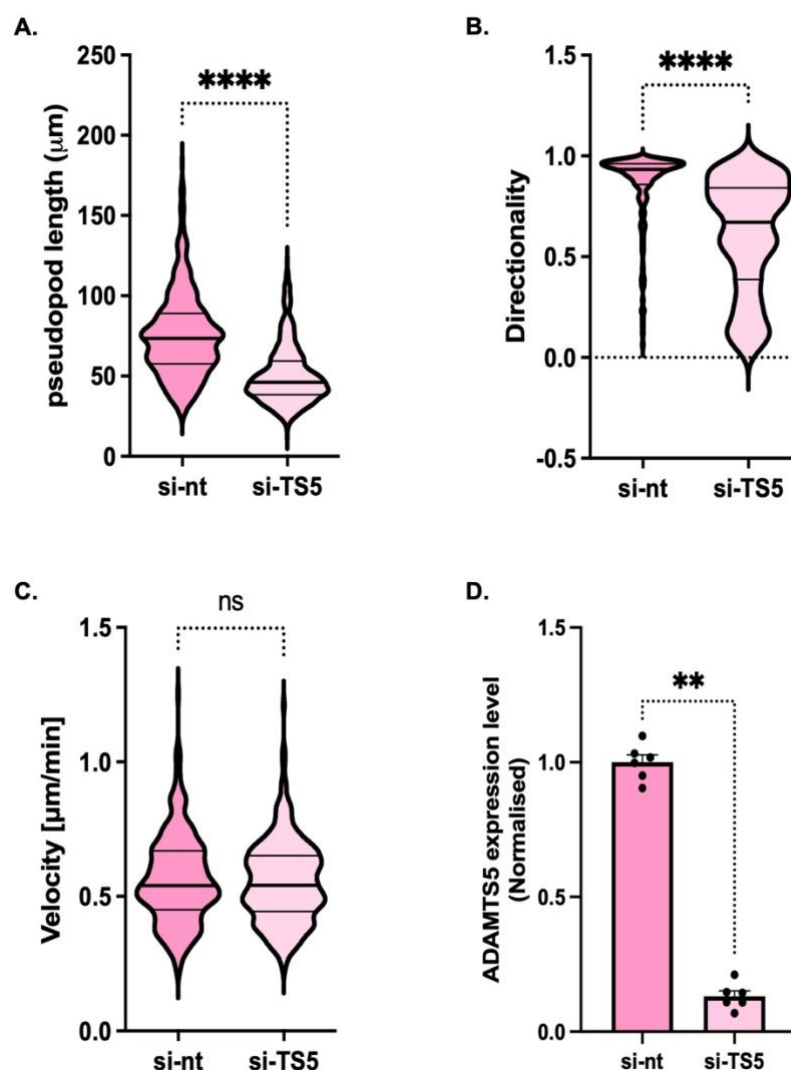 A.
pseudopod length (μm)
250
200
150
100
50
0
****
si-nt
si-TS5
B.
Directionality
1.5
1.0
0.5
0.0
-0.5
****
si-nt
si-TS5
C.
Velocity [μm/min]
1.5
1.0
0.5
0.0
ns
si-nt
si-TS5
D.
ADAMTS5 expression level
(Normalised)
1.5
1.0
0.5
0.0
**
si-nt
si-TS5